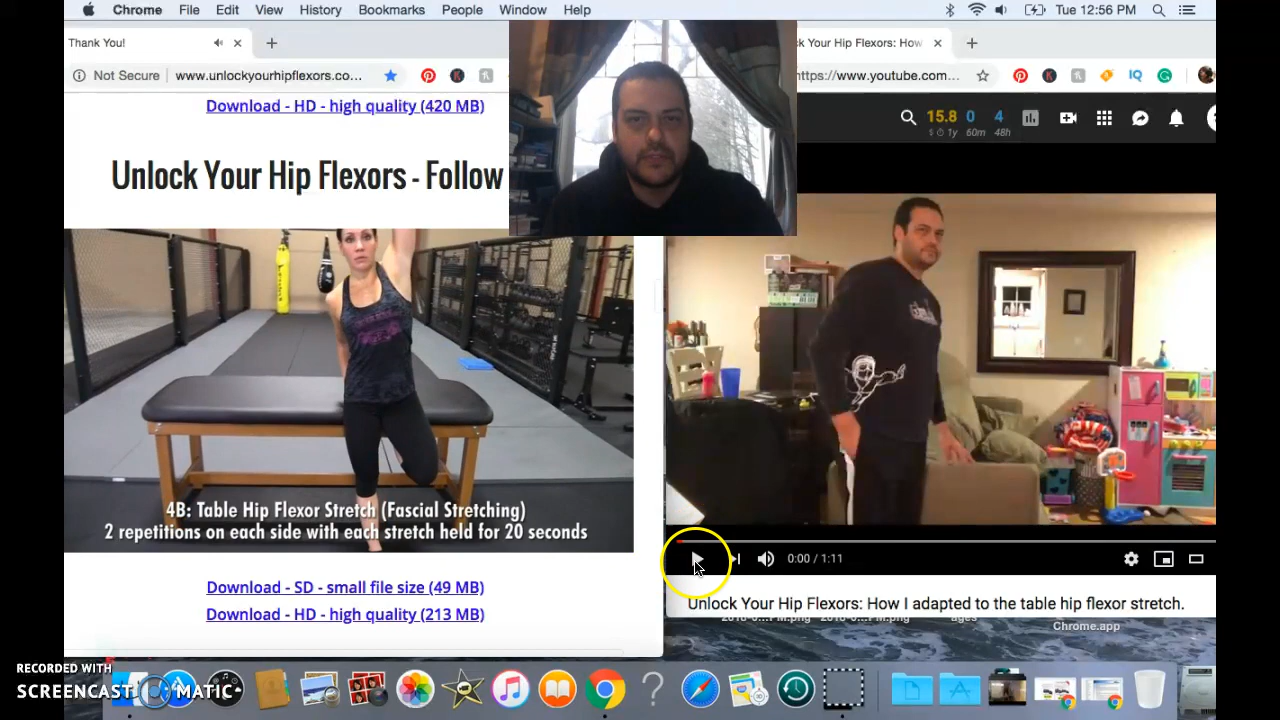 Chrome File Edit View History Bookmarks People Window Help Tue 12:56 PM
Thank You!
ck Your Hip Flexors: How
Not Secure www.unlockyourhipflexors.co...
https://www.youtube.com...
IQ
Download - HD - high quality (420 MB)
15.8 0 4
$ 1y 60m 48h
Unlock Your Hip Flexors - Follow
4B: Table Hip Flexor Stretch (Fascial Stretching)
2 repetitions on each side with each stretch held for 20 seconds
0:00 / 1:11
Download - SD - small file size (49 MB)
Download - HD - high quality (213 MB)
Unlock Your Hip Flexors: How I adapted to the table hip flexor stretch.
Chrome.app
RECORDED WITH
SCREENCAST MATIC